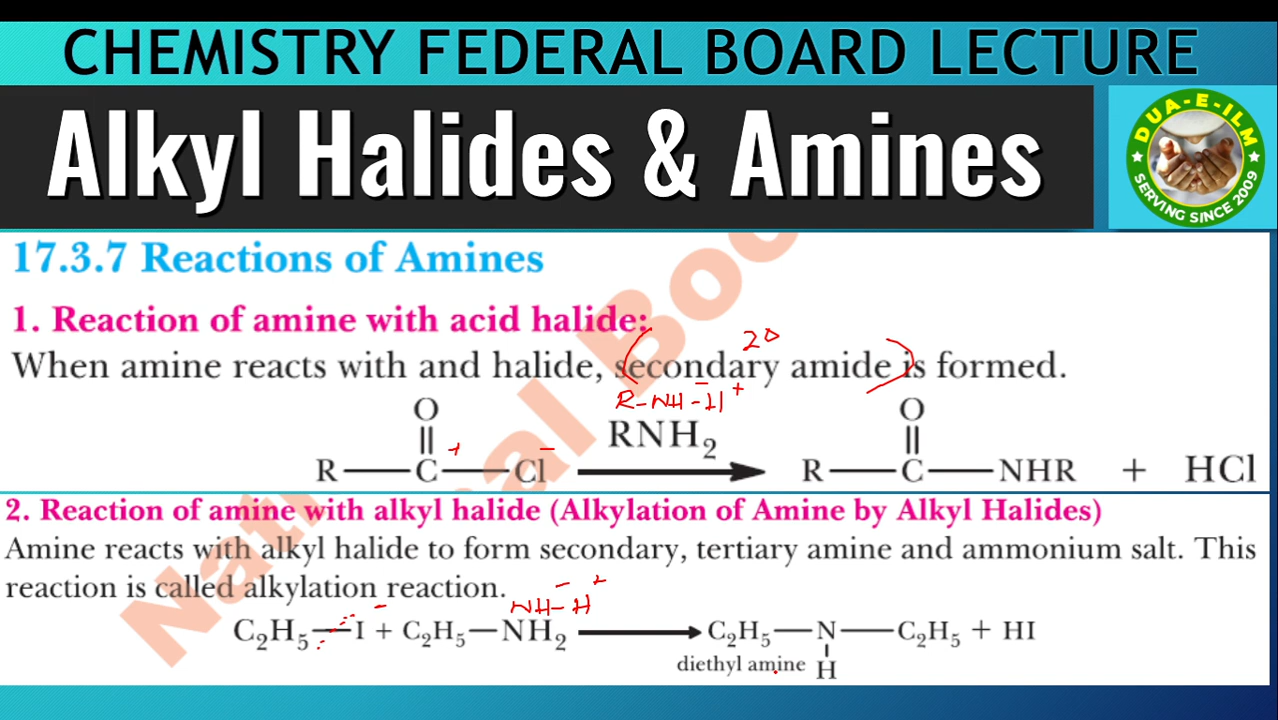 CHEMISTRY FEDERAL BOARD LECTURE
Alkyl Halides & Amines
DUA-E-ILM
SERVING SINCE 2009
17.3.7 Reactions of Amines
1. Reaction of amine with acid halide:
2°
When amine reacts with and halide, secondary amide is formed.
R-NH⁻-H⁺
O O
|| + − RNH₂ ||
R—C—Cl ⟶ R—C—NHR + HCl
2. Reaction of amine with alkyl halide (Alkylation of Amine by Alkyl Halides)
Amine reacts with alkyl halide to form secondary, tertiary amine and ammonium salt. This
reaction is called alkylation reaction.
NH⁻-H⁺
C₂H₅—I⁻ + C₂H₅—NH₂ ⟶ C₂H₅—N—C₂H₅ + HI
diethyl amine H